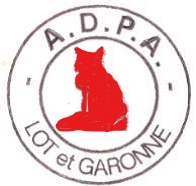 - A.D.P.A. -
LOT et GARONNE